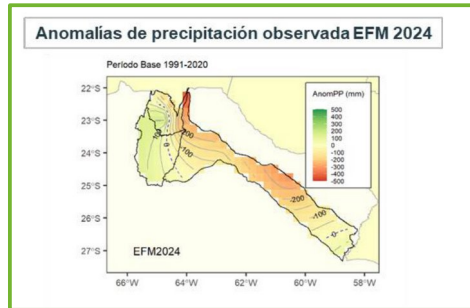 Anomalías de precipitación observada EFM 2024
Periodo Base 1991-2020
AnomPP (mm)
500
400
300
200
100
0
-100
-200
-300
-400
-500
22°S
23°S
24°S
25°S
26°S
27°S
0
-100
-200
-100
0
EFM2024
66°W
64°W
62°W
60°W
58°W